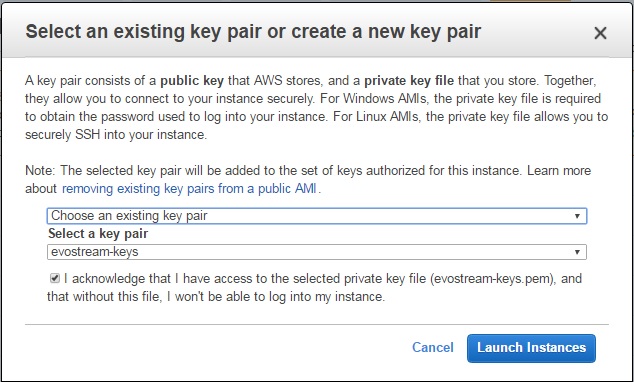 Select an existing key pair or create a new key pair
A key pair consists of a public key that AWS stores, and a private key file that you store. Together,
they allow you to connect to your instance securely. For Windows AMIs, the private key file is required
to obtain the password used to log into your instance. For Linux AMIs, the private key file allows you to
securely SSH into your instance.
Note: The selected key pair will be added to the set of keys authorized for this instance. Learn more
about removing existing key pairs from a public AMI.
Choose an existing key pair
Select a key pair
evostream-keys
I acknowledge that I have access to the selected private key file (evostream-keys.pem), and
that without this file, I won't be able to log into my instance.
Cancel Launch Instances